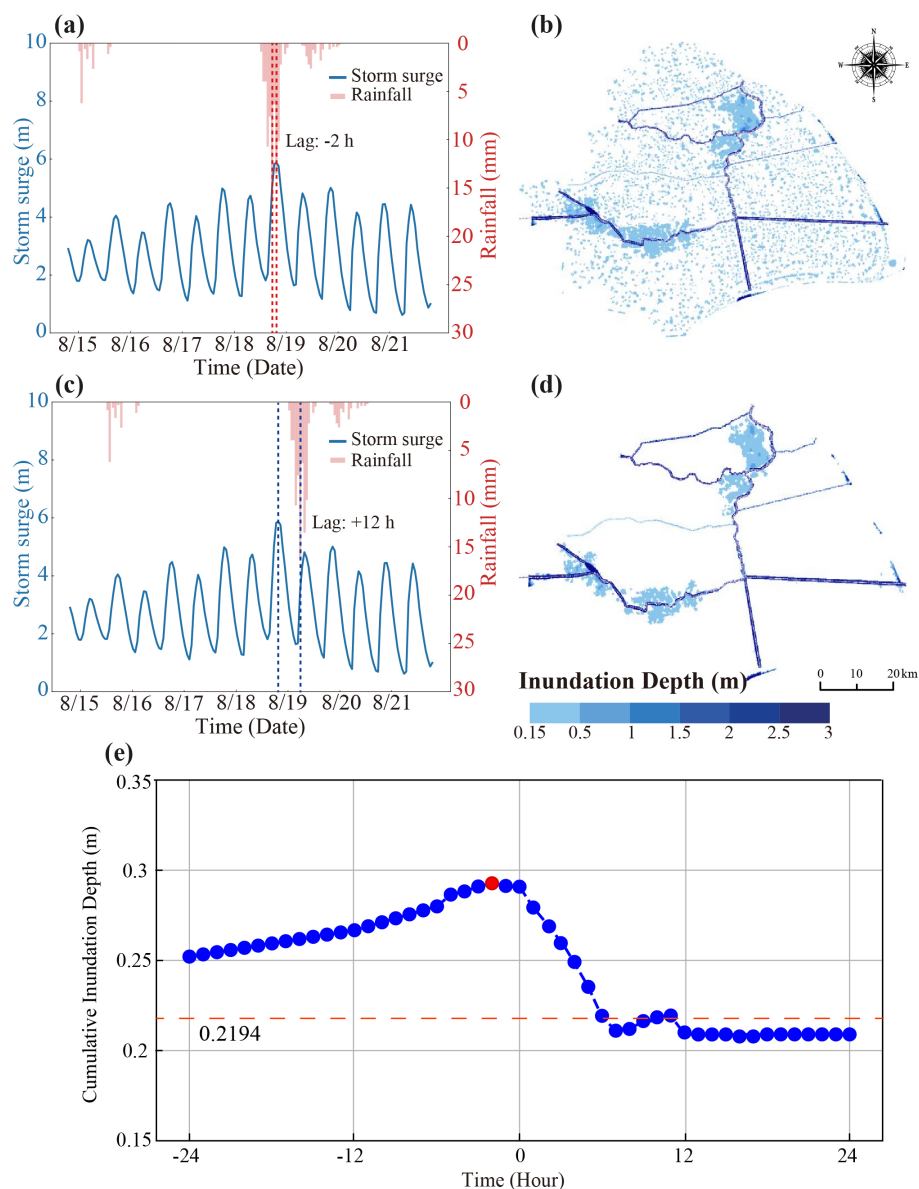 (a)
10
8
6
4
2
0
Storm surge (m)
Storm surge
Rainfall
Lag: -2 h
0
5
10
15
20
25
30
Rainfall (mm)
8/15 8/16 8/17 8/18 8/19 8/20 8/21
Time (Date)
(b)
N
W E
S
(c)
10
8
6
4
2
0
Storm surge (m)
Storm surge
Rainfall
Lag: +12 h
0
5
10
15
20
25
30
Rainfall (mm)
8/15 8/16 8/17 8/18 8/19 8/20 8/21
Time (Date)
(d)
0 10 20 km
Inundation Depth (m)
0.15 0.5 1 1.5 2 2.5 3
(e)
0.35
0.3
0.25
0.2
0.15
Cumulative Inundation Depth (m)
0.2194
-24 -12 0 12 24
Time (Hour)